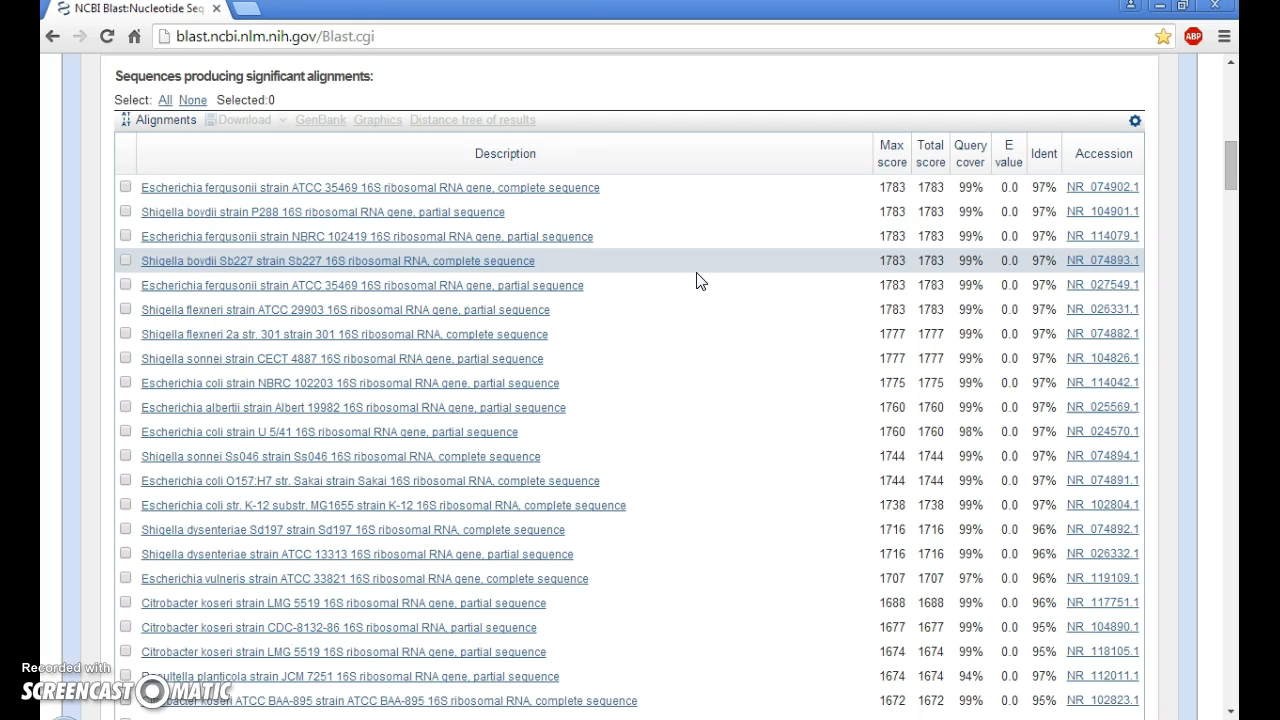 NCBI Blast:Nucleotide Seq
blast.ncbi.nlm.nih.gov/Blast.cgi
ABP
Sequences producing significant alignments:
Select: All None Selected:0
Alignments Download GenBank Graphics Distance tree of results
Description Max score Total score Query cover E value Ident Accession
Escherichia fergusonii strain ATCC 35469 16S ribosomal RNA gene, complete sequence 1783 1783 99% 0.0 97% NR_074902.1
Shigella boydii strain P288 16S ribosomal RNA gene, partial sequence 1783 1783 99% 0.0 97% NR_104901.1
Escherichia fergusonii strain NBRC 102419 16S ribosomal RNA gene, partial sequence 1783 1783 99% 0.0 97% NR_114079.1
Shigella boydii Sb227 strain Sb227 16S ribosomal RNA, complete sequence 1783 1783 99% 0.0 97% NR_074893.1
Escherichia fergusonii strain ATCC 35469 16S ribosomal RNA gene, partial sequence 1783 1783 99% 0.0 97% NR_027549.1
Shigella flexneri strain ATCC 29903 16S ribosomal RNA gene, partial sequence 1783 1783 99% 0.0 97% NR_026331.1
Shigella flexneri 2a str. 301 strain 301 16S ribosomal RNA, complete sequence 1777 1777 99% 0.0 97% NR_074882.1
Shigella sonnei strain CECT 4887 16S ribosomal RNA gene, partial sequence 1777 1777 99% 0.0 97% NR_104826.1
Escherichia coli strain NBRC 102203 16S ribosomal RNA gene, partial sequence 1775 1775 99% 0.0 97% NR_114042.1
Escherichia albertii strain Albert 19982 16S ribosomal RNA gene, partial sequence 1760 1760 99% 0.0 97% NR_025569.1
Escherichia coli strain U 5/41 16S ribosomal RNA gene, partial sequence 1760 1760 98% 0.0 97% NR_024570.1
Shigella sonnei Ss046 strain Ss046 16S ribosomal RNA, complete sequence 1744 1744 99% 0.0 97% NR_074894.1
Escherichia coli O157:H7 str. Sakai strain Sakai 16S ribosomal RNA, complete sequence 1744 1744 99% 0.0 97% NR_074891.1
Escherichia coli str. K-12 substr. MG1655 strain K-12 16S ribosomal RNA, complete sequence 1738 1738 99% 0.0 97% NR_102804.1
Shigella dysenteriae Sd197 strain Sd197 16S ribosomal RNA, complete sequence 1716 1716 99% 0.0 96% NR_074892.1
Shigella dysenteriae strain ATCC 13313 16S ribosomal RNA gene, partial sequence 1716 1716 99% 0.0 96% NR_026332.1
Escherichia vulneris strain ATCC 33821 16S ribosomal RNA gene, complete sequence 1707 1707 97% 0.0 96% NR_119109.1
Citrobacter koseri strain LMG 5519 16S ribosomal RNA gene, partial sequence 1688 1688 99% 0.0 96% NR_117751.1
Citrobacter koseri strain CDC-8132-86 16S ribosomal RNA, partial sequence 1677 1677 99% 0.0 95% NR_104890.1
Citrobacter koseri strain LMG 5519 16S ribosomal RNA gene, partial sequence 1674 1674 99% 0.0 95% NR_118105.1
Raoultella planticola strain JCM 7251 16S ribosomal RNA gene, partial sequence 1674 1674 94% 0.0 97% NR_112011.1
Citrobacter koseri ATCC BAA-895 strain ATCC BAA-895 16S ribosomal RNA, complete sequence 1672 1672 99% 0.0 95% NR_102823.1
Recorded with
SCREENCAST-O-MATIC